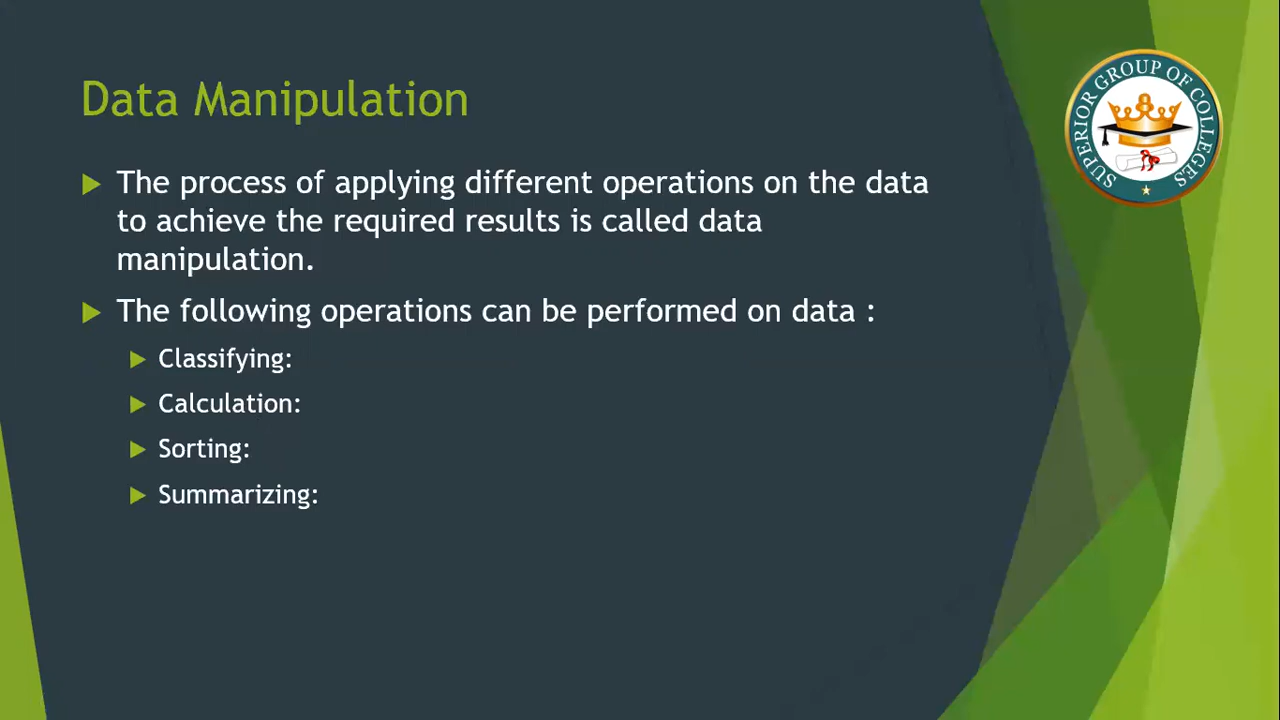 Data Manipulation
SUPERIOR GROUP OF COLLEGES
The process of applying different operations on the data
to achieve the required results is called data
manipulation.
The following operations can be performed on data :
Classifying:
Calculation:
Sorting:
Summarizing: